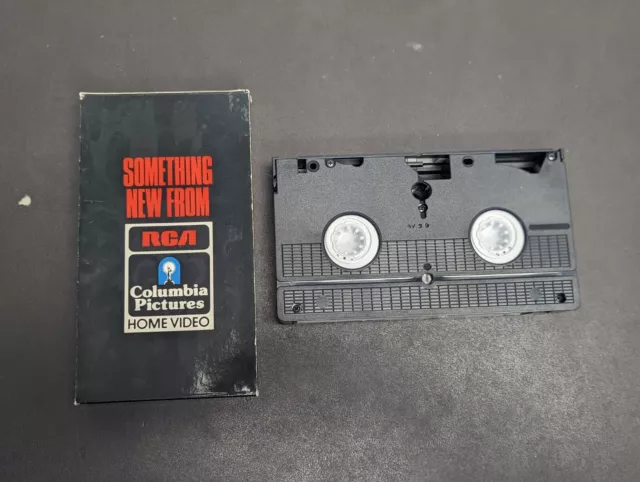 SOMETHING
NEW FROM
RCA
Columbia
Pictures
HOME VIDEO